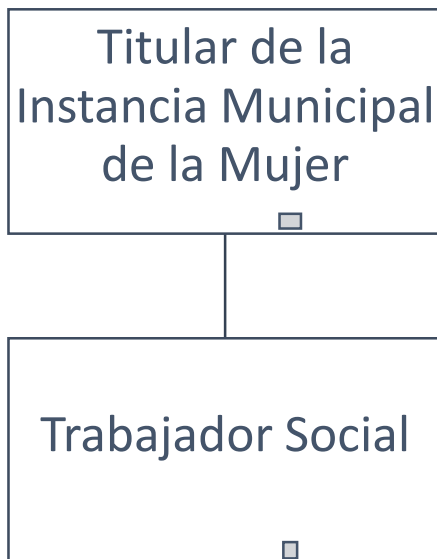 Titular de la
Instancia Municipal
de la Mujer
Trabajador Social